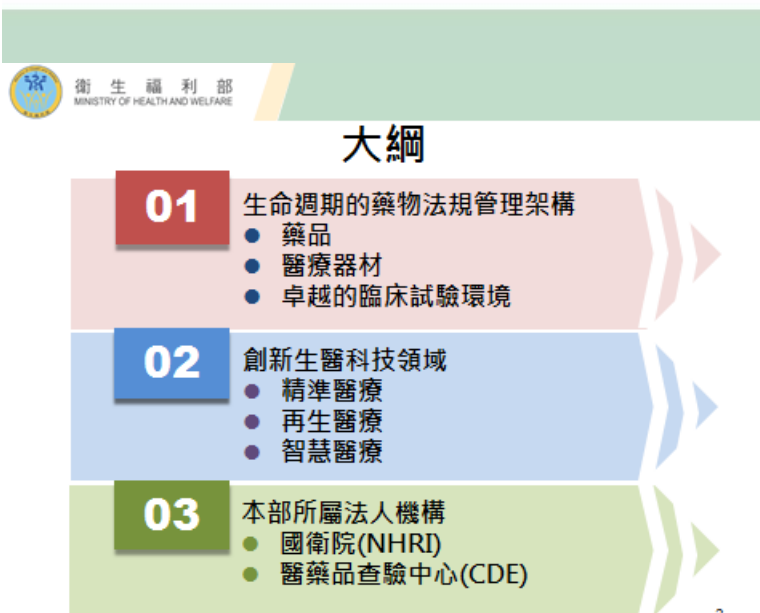 衛生福利部
MINISTRY OF HEALTH AND WELFARE
大綱
01
生命週期的藥物法規管理架構
● 藥品
● 醫療器材
● 卓越的臨床試驗環境
02
創新生醫科技領域
● 精準醫療
● 再生醫療
● 智慧醫療
03
本部所屬法人機構
● 國衛院(NHRI)
● 醫藥品查驗中心(CDE)